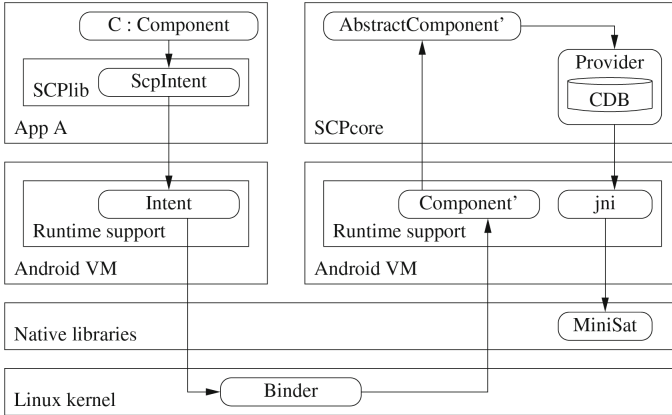 C : Component
SCPlib
ScpIntent
App A
AbstractComponent’
Provider
CDB
SCPcore
Intent
Runtime support
Android VM
Component’
jni
Runtime support
Android VM
Native libraries
MiniSat
Linux kernel
Binder